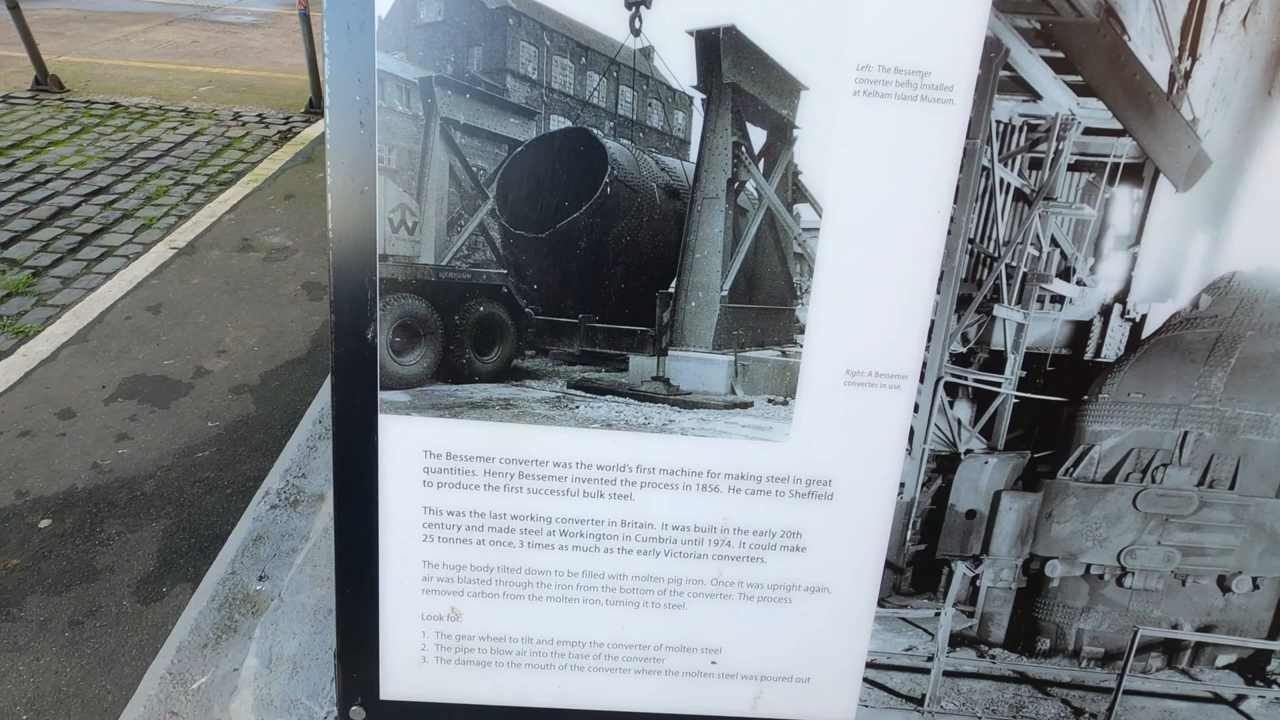 Left: The Bessemer
converter being installed
at Kelham Island Museum.
Right: A Bessemer
converter in use.
The Bessemer converter was the world's first machine for making steel in great
quantities. Henry Bessemer invented the process in 1856. He came to Sheffield
to produce the first successful bulk steel.
This was the last working converter in Britain. It was built in the early 20th
century and made steel at Workington in Cumbria until 1974. It could make
25 tonnes at once, 3 times as much as the early Victorian converters.
The huge body tilted down to be filled with molten pig iron. Once it was upright again,
air was blasted through the iron from the bottom of the converter. The process
removed carbon from the molten iron, turning it to steel.
Look for:
1. The gear wheel to tilt and empty the converter of molten steel
2. The pipe to blow air into the base of the converter
3. The damage to the mouth of the converter where the molten steel was poured out